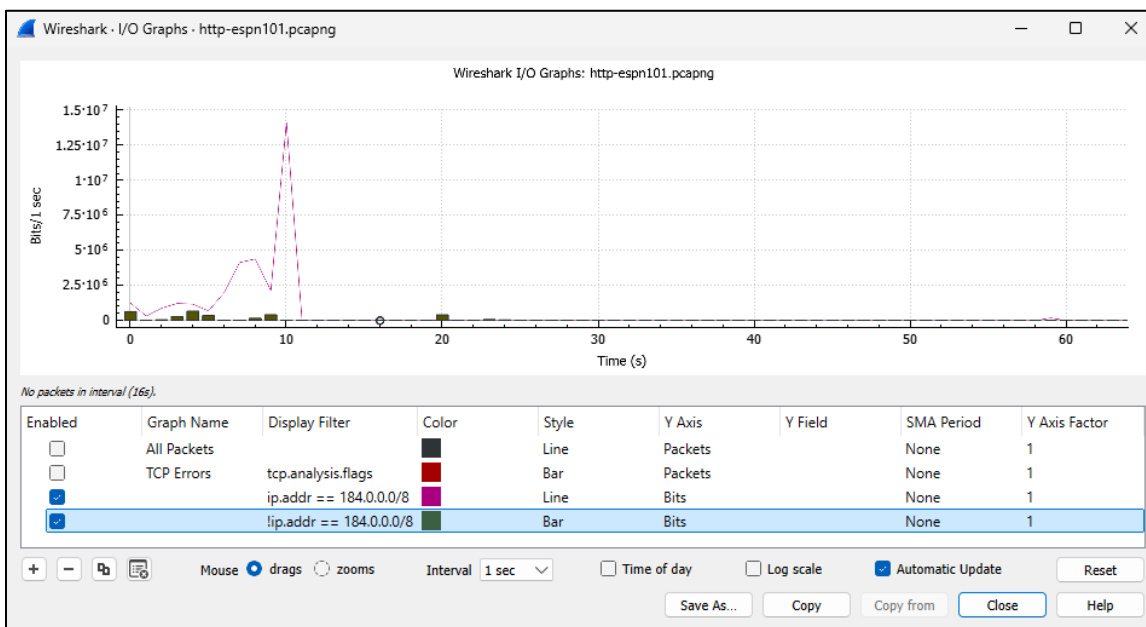 Wireshark · I/O Graphs · http-espn101.pcapng
Wireshark I/O Graphs: http-espn101.pcapng
1.5·10⁷
1.25·10⁷
1·10⁷
7.5·10⁶
5·10⁶
2.5·10⁶
0
Bits/1 sec
0 10 20 30 40 50 60
Time (s)
No packets in interval (16s).
Enabled Graph Name Display Filter Color Style Y Axis Y Field SMA Period Y Axis Factor
All Packets Line Packets None 1
TCP Errors tcp.analysis.flags Bar Packets None 1
ip.addr == 184.0.0.0/8 Line Bits None 1
!ip.addr == 184.0.0.0/8 Bar Bits None 1
+ − Mouse drags zooms Interval 1 sec Time of day Log scale Automatic Update Reset
Save As... Copy Copy from Close Help